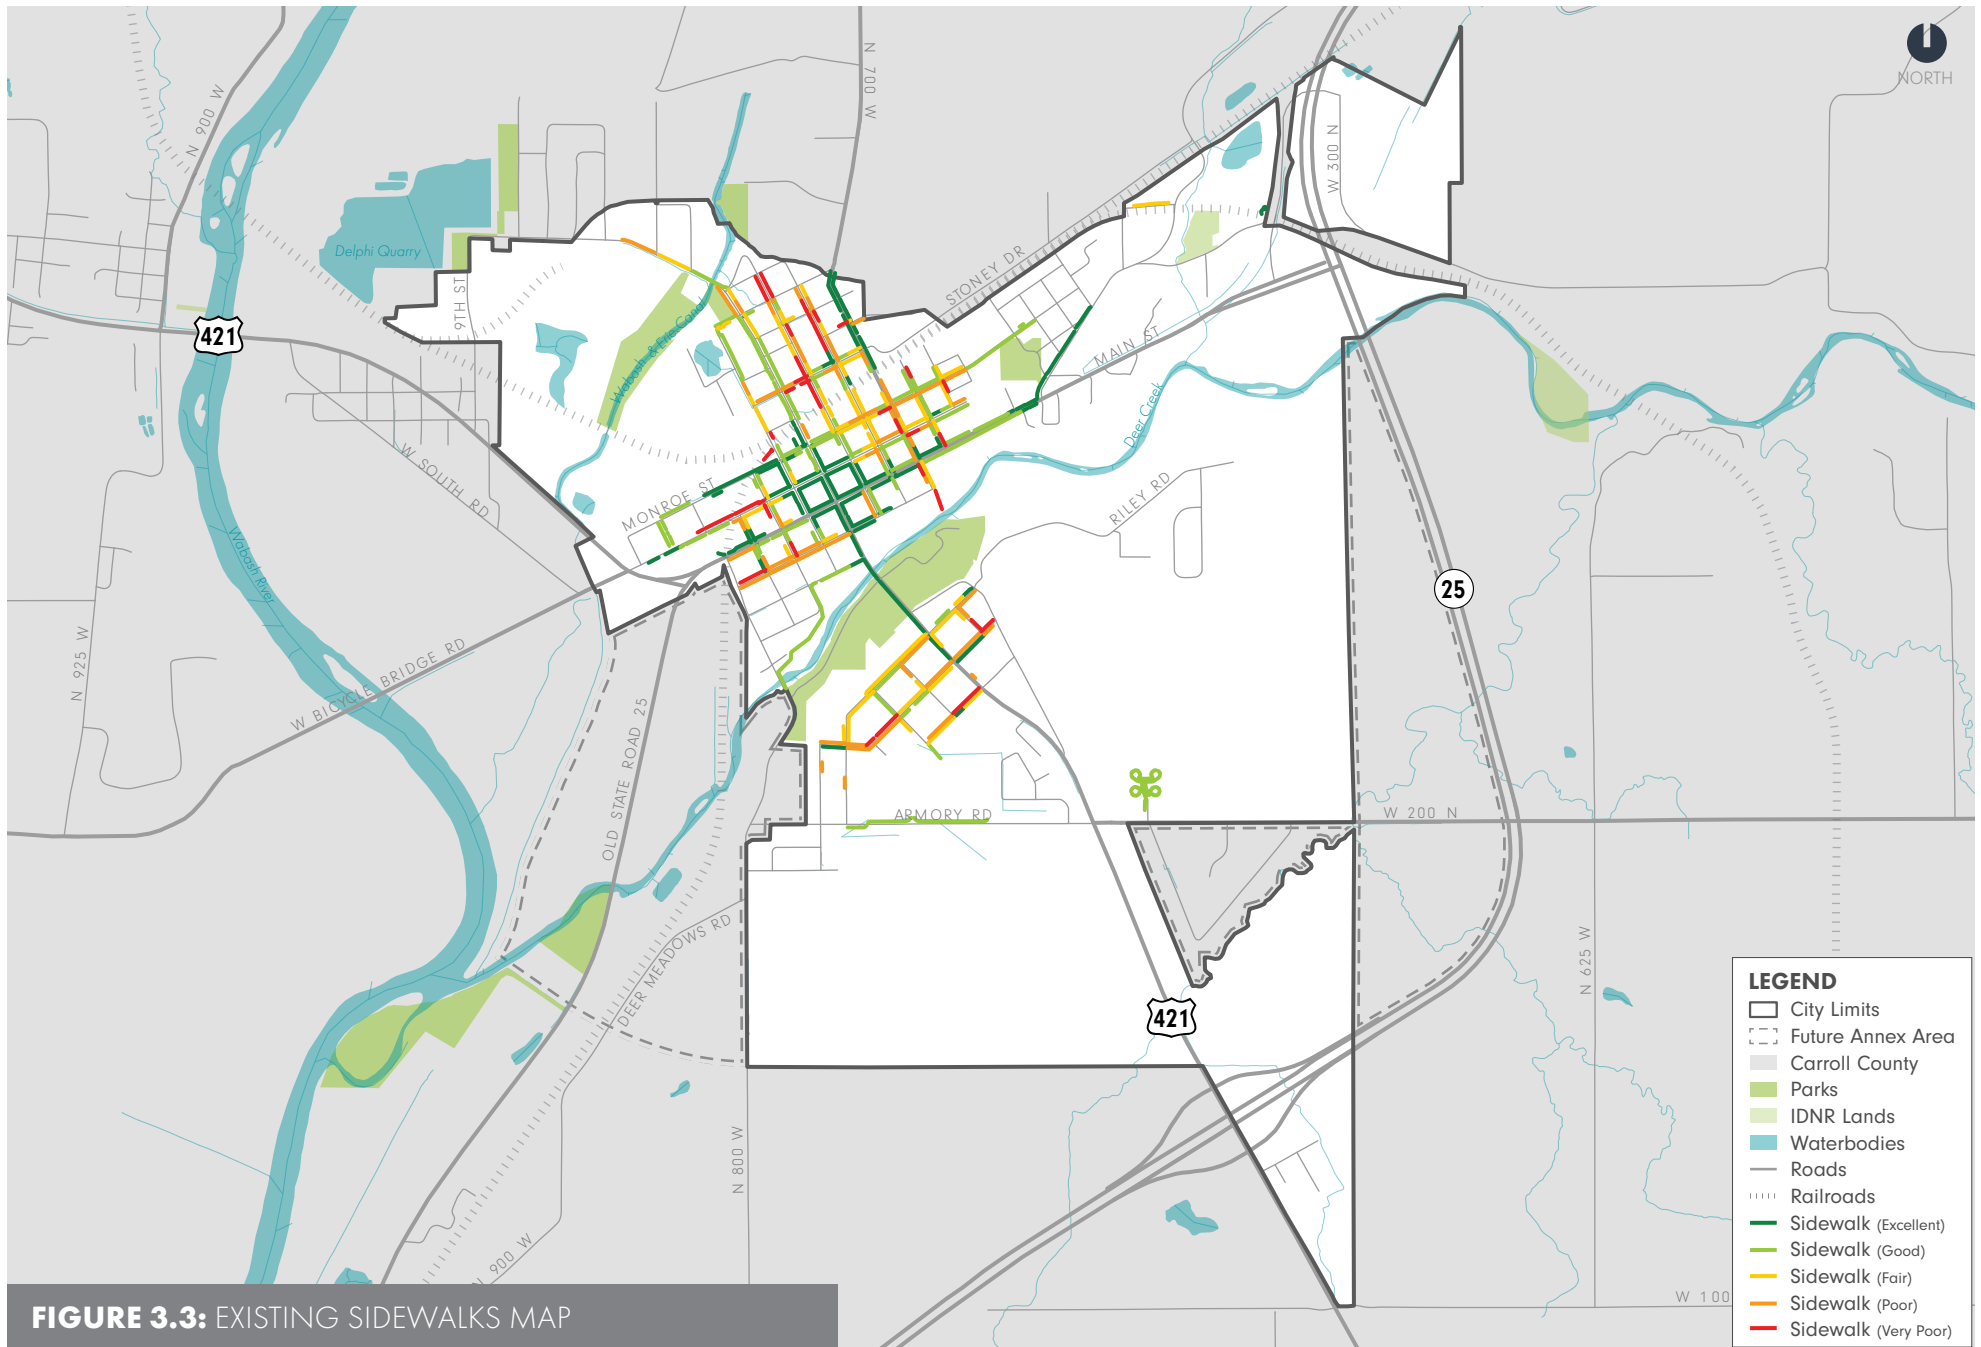 NORTH
N 900 W
N 700 W
W 300 N
Delphi Quarry
9TH ST
STONEY DR
421
Wabash & Erie Canal
MAIN ST
Deer Creek
W SOUTH RD
MONROE ST
RILEY RD
Wabash River
25
N 925 W
W BICYCLE BRIDGE RD
OLD STATE ROAD 25
ARMORY RD
W 200 N
DEER MEADOWS RD
N 625 W
421
N 800 W
N 900 W
W 100
LEGEND
City Limits
Future Annex Area
Carroll County
Parks
IDNR Lands
Waterbodies
Roads
Railroads
Sidewalk (Excellent)
Sidewalk (Good)
Sidewalk (Fair)
Sidewalk (Poor)
Sidewalk (Very Poor)
FIGURE 3.3: EXISTING SIDEWALKS MAP